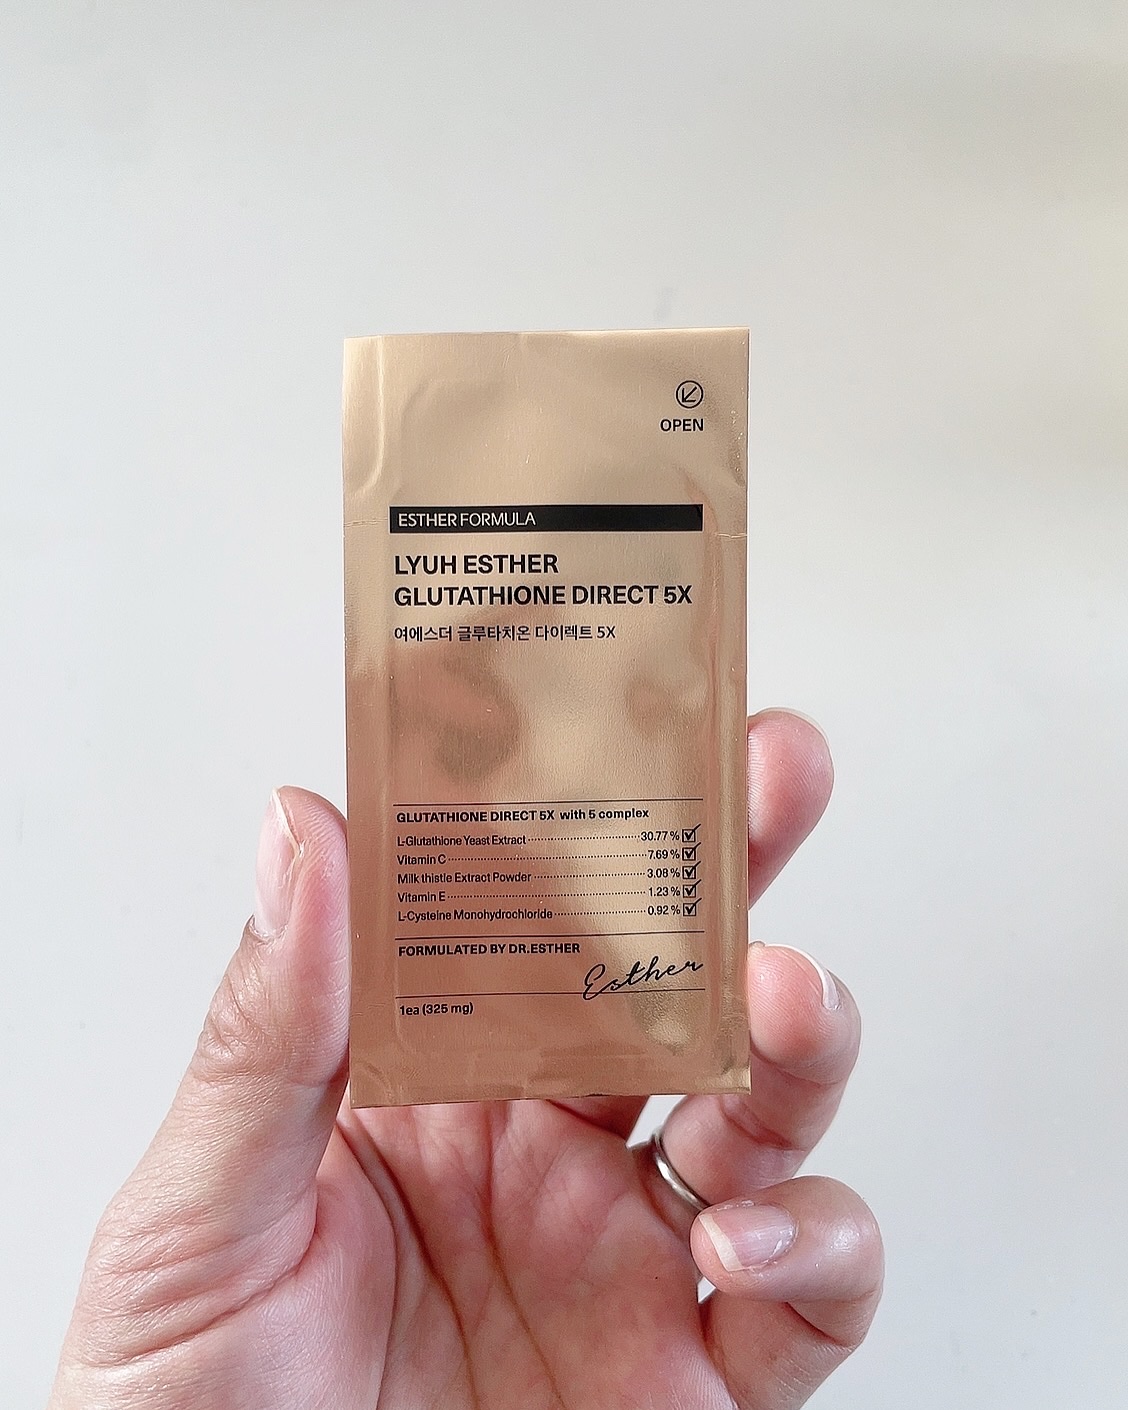 OPEN
ESTHER FORMULA
LYUH ESTHER
GLUTATHIONE DIRECT 5X
여에스더 글루타치온 다이렉트 5X
GLUTATHIONE DIRECT 5X with 5 complex
L-Glutathione Yeast Extract 30.77 %
Vitamin C 7.69 %
Milk thistle Extract Powder 3.08 %
Vitamin E 1.23 %
L-Cysteine Monohydrochloride 0.92 %
FORMULATED BY DR.ESTHER
Esther
1ea (325 mg)